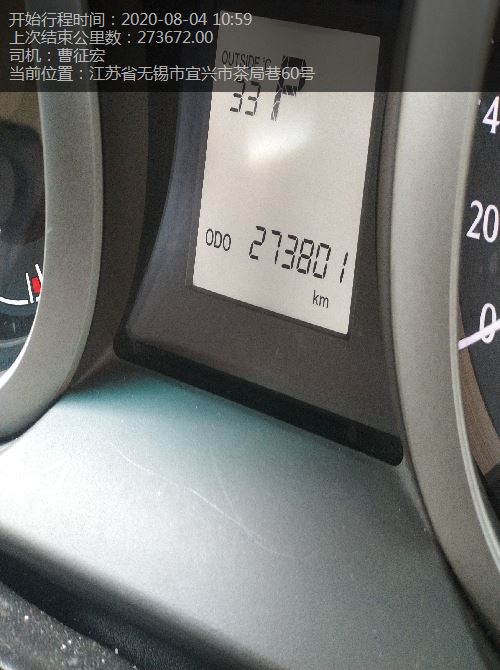 开始行程时间：2020-08-04 10:59
上次结束公里数：273672.00
司机：曹征宏
当前位置：江苏省无锡市宜兴市茶局巷60号
OUTSIDE °C
33
P
4
20
ODO 273801
km
0